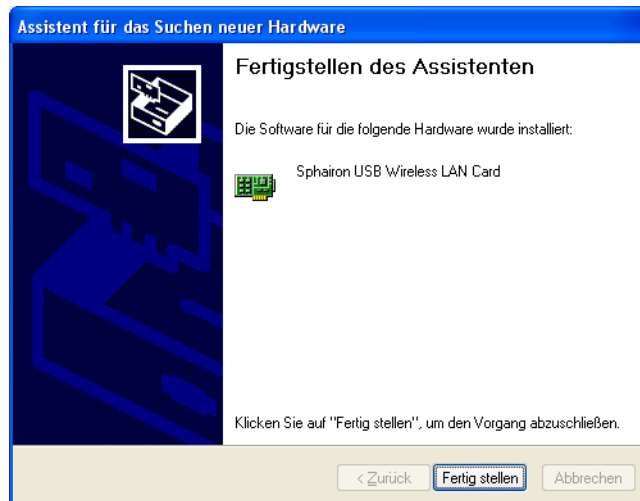 Assistent für das Suchen neuer Hardware
Fertigstellen des Assistenten
Die Software für die folgende Hardware wurde installiert:
Sphairon USB Wireless LAN Card
Klicken Sie auf "Fertig stellen", um den Vorgang abzuschließen.
< Zurück Fertig stellen Abbrechen